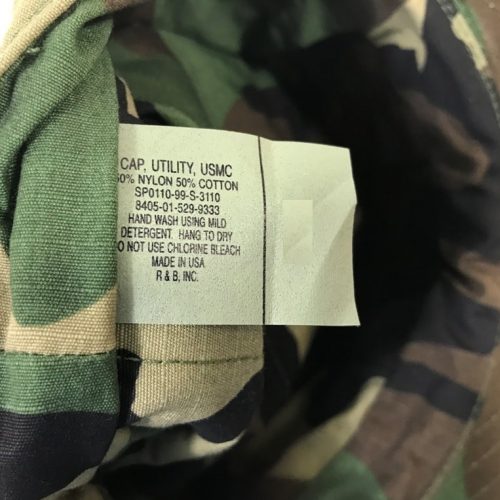 CAP, UTILITY, USMC
50% NYLON 50% COTTON
SP0110-99-S-3110
8405-01-529-9333
HAND WASH USING MILD
DETERGENT. HANG TO DRY
DO NOT USE CHLORINE BLEACH
MADE IN USA
R & B, INC.